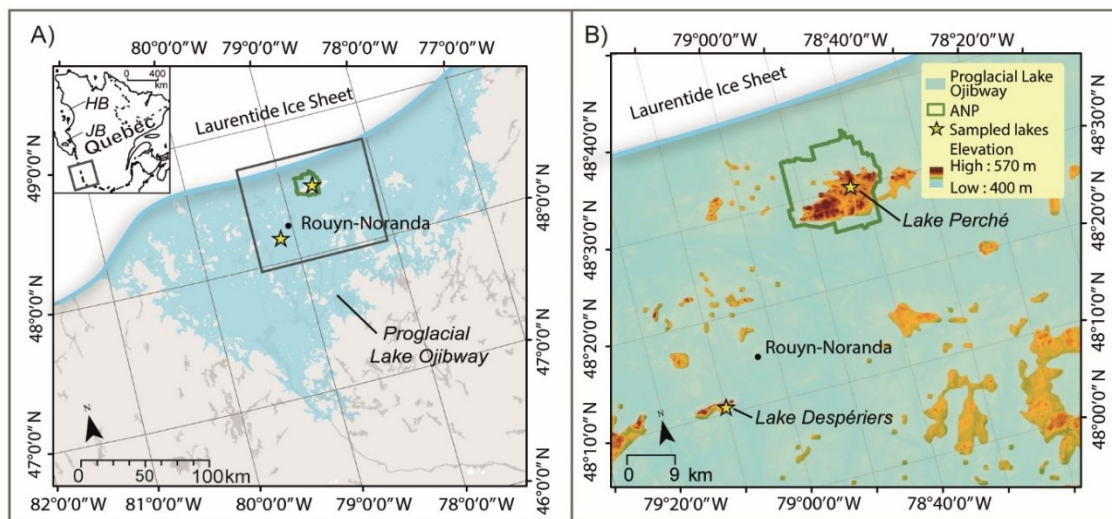 A)
80°0'0"W 79°0'0"W 78°0'0"W 77°0'0"W
0 400
km
HB
JB
Quebec
Laurentide Ice Sheet
49°0'0"N
48°0'0"N
47°0'0"N
Rouyn-Noranda
Proglacial
Lake Ojibway
48°0'0"N
47°0'0"N
46°0'0"N
N
0 50 100 km
82°0'0"W 81°0'0"W 80°0'0"W 79°0'0"W 78°0'0"W
B)
79°0'0"W 78°40'0"W 78°20'0"W
Laurentide Ice Sheet
Proglacial Lake Ojibway
ANP
Sampled lakes
Elevation
High : 570 m
Low : 400 m
48°40'0"N
48°30'0"N
48°20'0"N
48°10'0"N
Lake Perché
Rouyn-Noranda
Lake Despériers
48°30'0"N
48°20'0"N
48°10'0"N
48°0'0"N
N
0 9 km
79°20'0"W 79°0'0"W 78°40'0"W